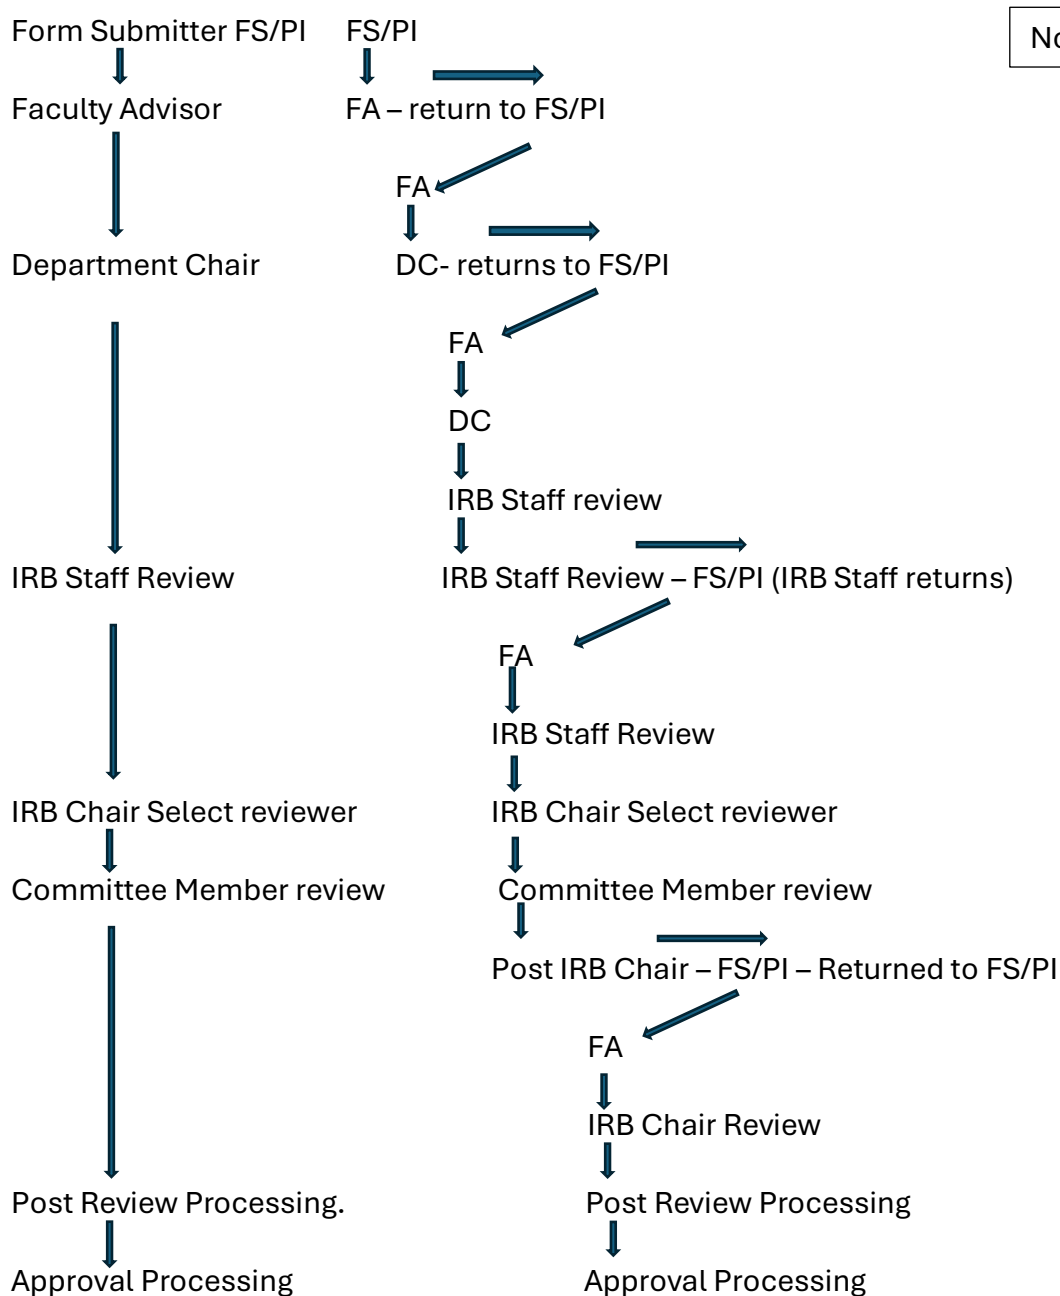 Form Submitter FS/PI FS/PI
Faculty Advisor FA – return to FS/PI
FA
Department Chair DC- returns to FS/PI
FA
DC
IRB Staff review
IRB Staff Review IRB Staff Review – FS/PI (IRB Staff returns)
FA
IRB Staff Review
IRB Chair Select reviewer IRB Chair Select reviewer
Committee Member review Committee Member review
Post IRB Chair – FS/PI – Returned to FS/PI
FA
IRB Chair Review
Post Review Processing. Post Review Processing
Approval Processing Approval Processing